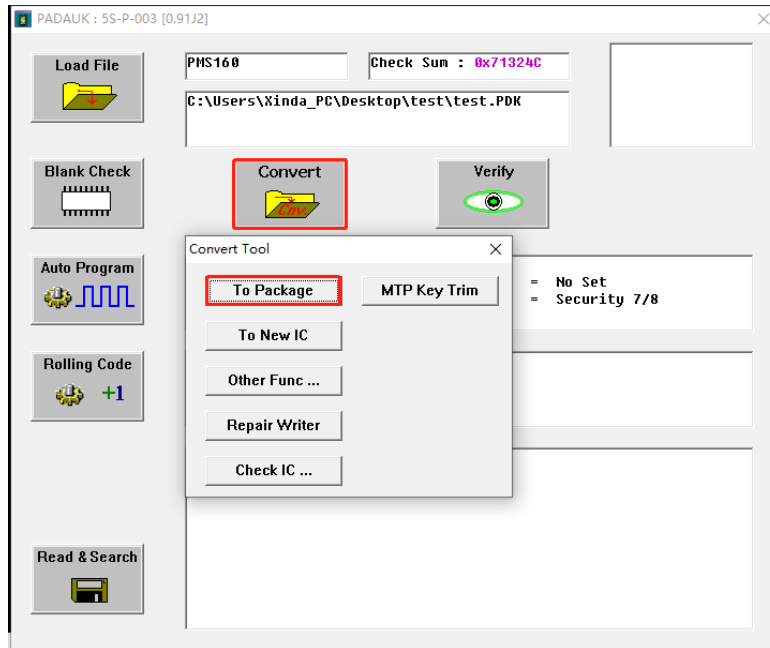 PADAUK : 5S-P-003 [0.91J2]
Load File
PMS160
Check Sum : 0x71324C
C:\Users\Xinda_PC\Desktop\test\test.PDK
Blank Check
Convert
Cnv.
Verify
Convert Tool
To Package
MTP Key Trim
Auto Program
= No Set
= Security 7/8
To New IC
Rolling Code
+1
Other Func ...
Repair Writer
Check IC ...
Read & Search